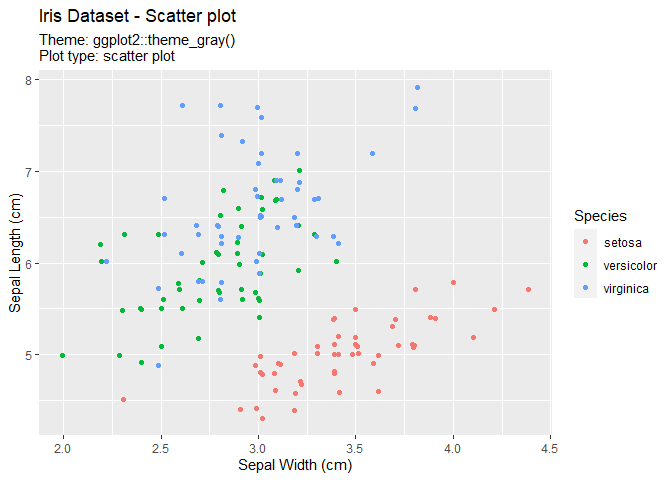 Iris Dataset - Scatter plot
Theme: ggplot2::theme_gray()
Plot type: scatter plot
8
7
6
5
Sepal Length (cm)
2.0 2.5 3.0 3.5 4.0 4.5
Sepal Width (cm)
Species
setosa
versicolor
virginica